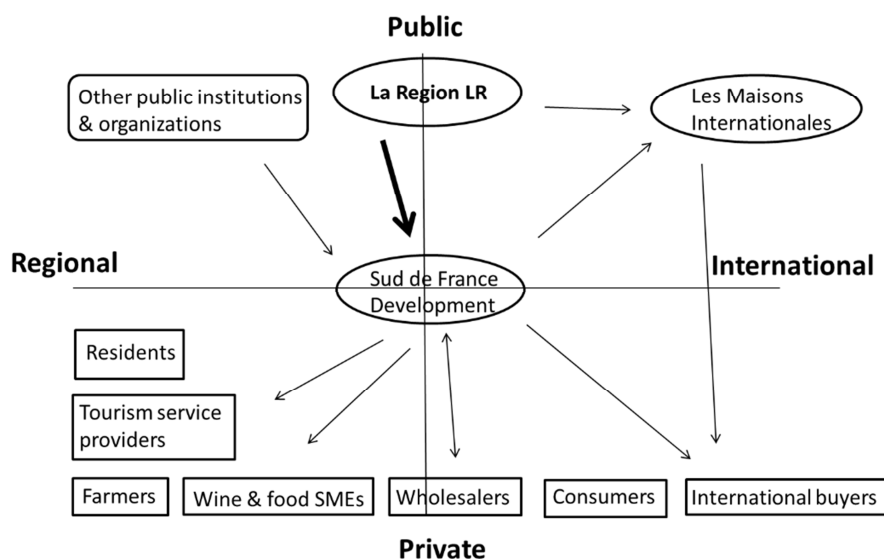 Public
Other public institutions
& organizations
La Region LR
Les Maisons
Internationales
Regional
International
Sud de France
Development
Residents
Tourism service
providers
Farmers
Wine & food SMEs
Wholesalers
Consumers
International buyers
Private